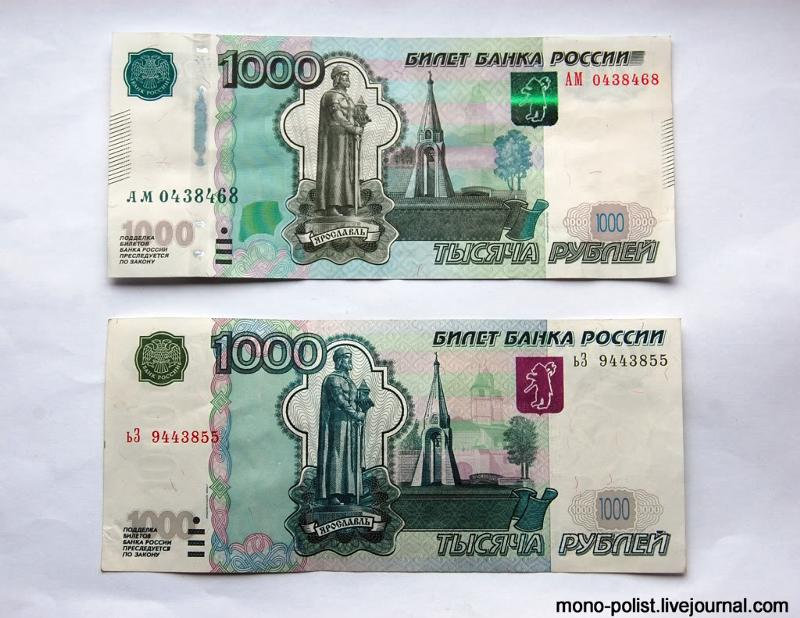 1000
БИЛЕТ БАНКА РОССИИ
АМ 0438468
АМ 0438468
1000
ПОДДЕЛКА
БИЛЕТОВ
БАНКА РОССИИ
ПРЕСЛЕДУЕТСЯ
ПО ЗАКОНУ
ЯРОСЛАВЛЬ
1000
ТЫСЯЧА РУБЛЕЙ
1000
БИЛЕТ БАНКА РОССИИ
ьЗ 9443855
ьЗ 9443855
1000
ПОДДЕЛКА
БИЛЕТОВ
БАНКА РОССИИ
ПРЕСЛЕДУЕТСЯ
ПО ЗАКОНУ
ЯРОСЛАВЛЬ
1000
ТЫСЯЧА РУБЛЕЙ
mono-polist.livejournal.com